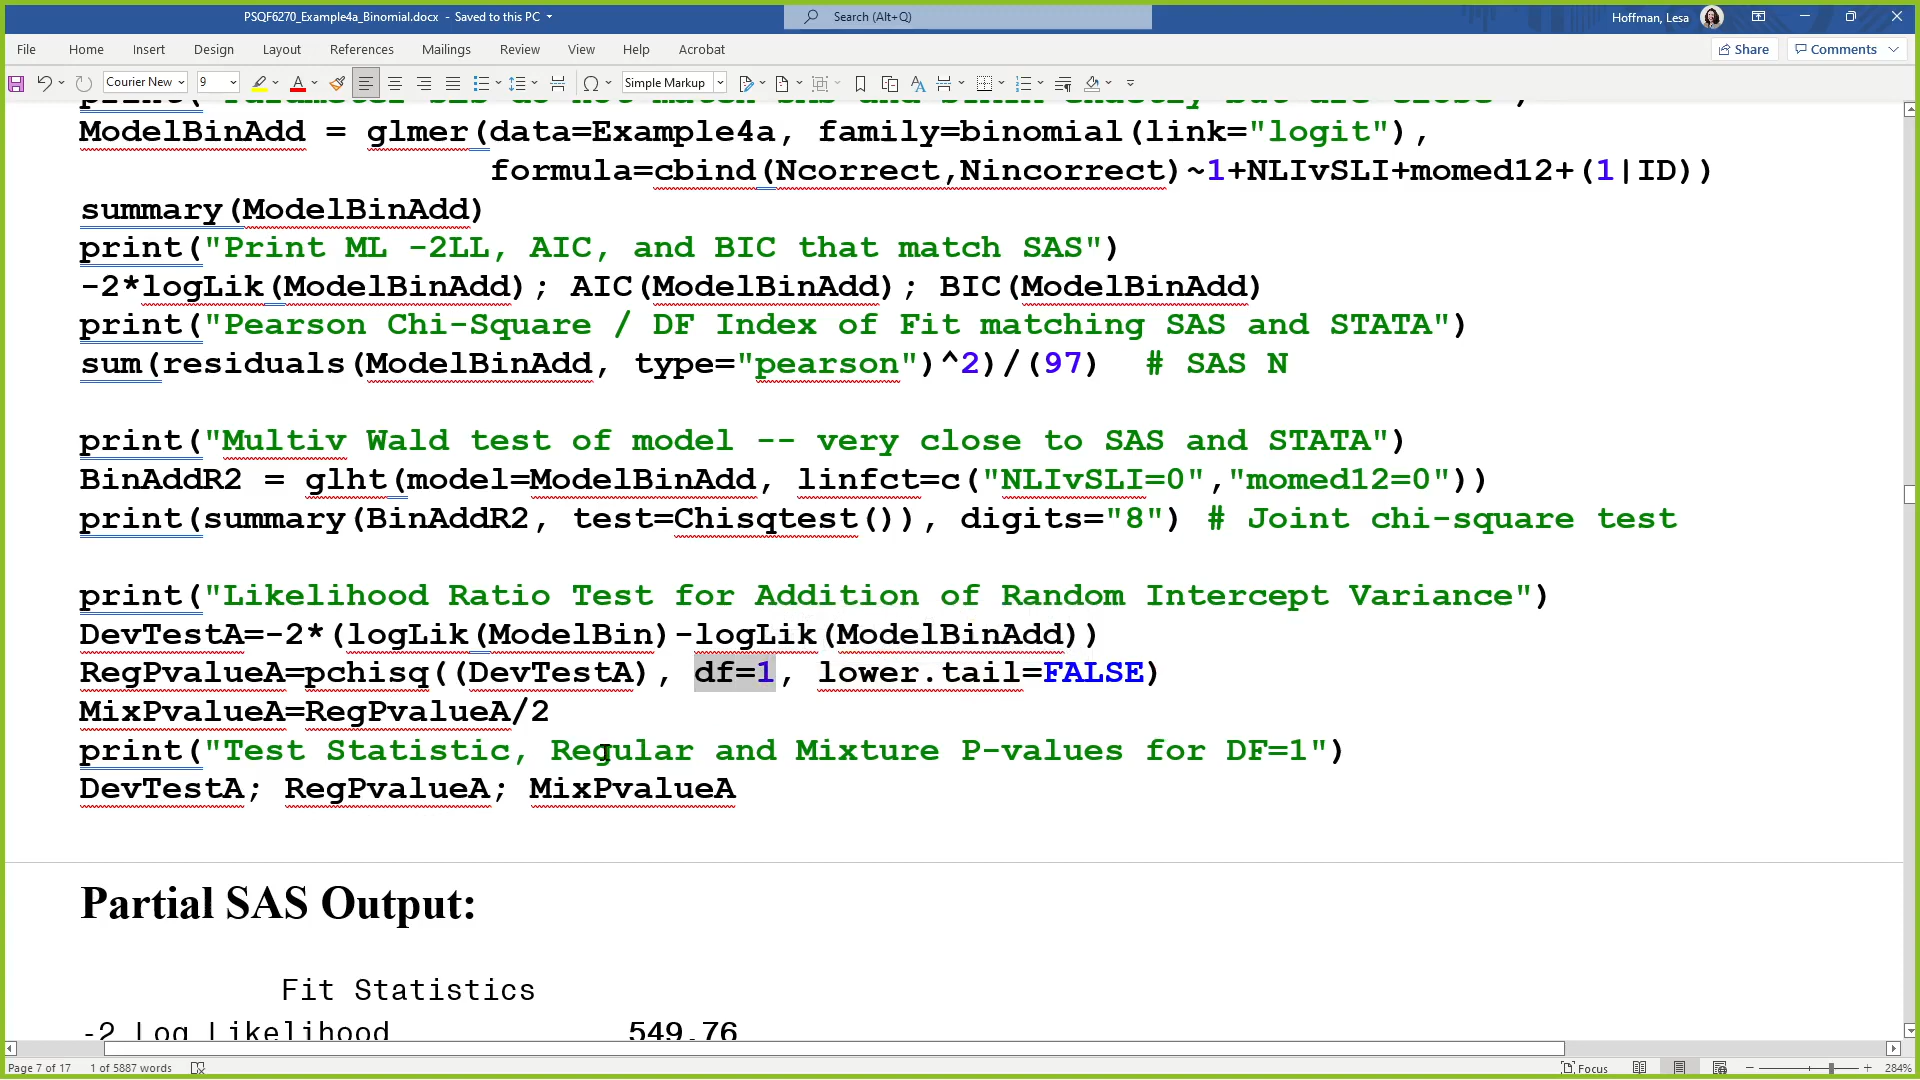 PSQF6270_Example4a_Binomial.docx - Saved to this PC
Search (Alt+Q)
Hoffman, Lesa
File Home Insert Design Layout References Mailings Review View Help Acrobat
Share Comments
Courier New 9 Simple Markup
ModelBinAdd = glmer(data=Example4a, family=binomial(link="logit"),
formula=cbind(Ncorrect,Nincorrect)~1+NLIvSLI+momed12+(1|ID))
summary(ModelBinAdd)
print("Print ML -2LL, AIC, and BIC that match SAS")
-2*logLik(ModelBinAdd); AIC(ModelBinAdd); BIC(ModelBinAdd)
print("Pearson Chi-Square / DF Index of Fit matching SAS and STATA")
sum(residuals(ModelBinAdd, type="pearson")^2)/(97)  # SAS N
print("Multiv Wald test of model -- very close to SAS and STATA")
BinAddR2 = glht(model=ModelBinAdd, linfct=c("NLIvSLI=0","momed12=0"))
print(summary(BinAddR2, test=Chisqtest()), digits="8") # Joint chi-square test
print("Likelihood Ratio Test for Addition of Random Intercept Variance")
DevTestA=-2*(logLik(ModelBin)-logLik(ModelBinAdd))
RegPvalueA=pchisq((DevTestA), df=1, lower.tail=FALSE)
MixPvalueA=RegPvalueA/2
print("Test Statistic, Regular and Mixture P-values for DF=1")
DevTestA; RegPvalueA; MixPvalueA
Partial SAS Output:
Fit Statistics
-2 Log Likelihood 549.76
Page 7 of 17 1 of 5887 words Focus 284%